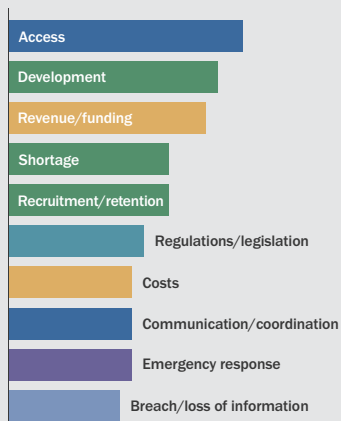 Access
Development
Revenue/funding
Shortage
Recruitment/retention
Regulations/legislation
Costs
Communication/coordination
Emergency response
Breach/loss of information